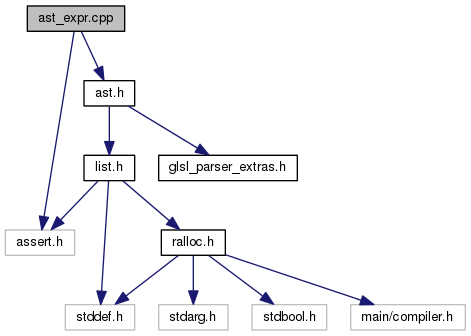 ast_expr.cpp
ast.h
list.h
glsl_parser_extras.h
assert.h
ralloc.h
stddef.h
stdarg.h
stdbool.h
main/compiler.h